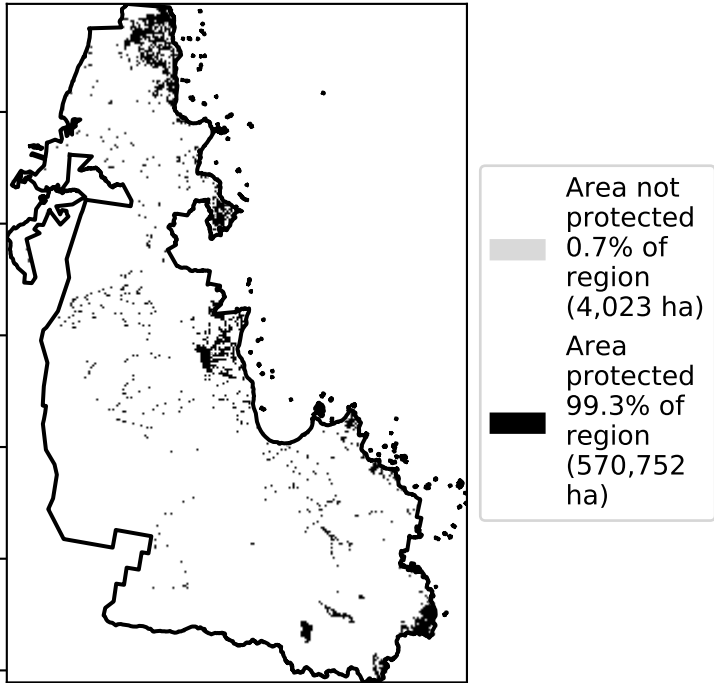 Area not
protected
0.7% of
region
(4,023 ha)
Area
protected
99.3% of
region
(570,752
ha)